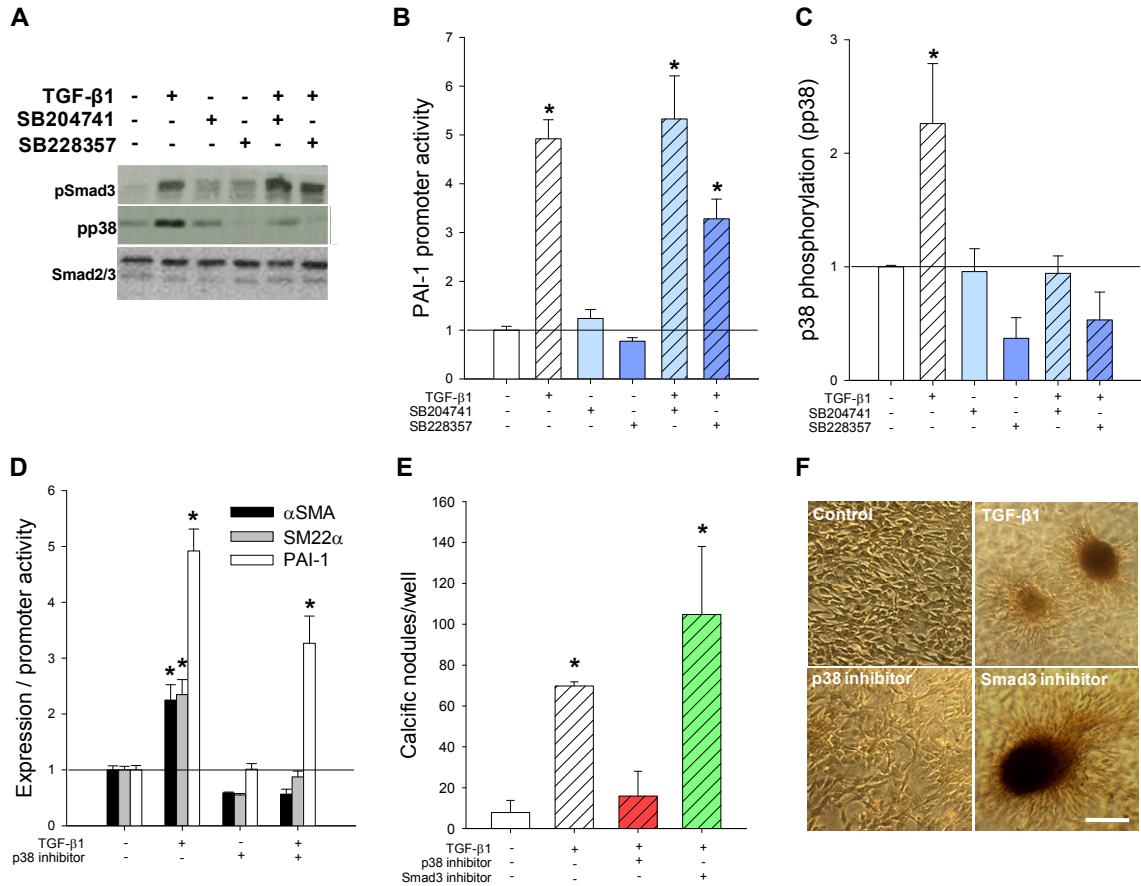 A
TGF-β1 - + - - + +
SB204741 - - + - + -
SB228357 - - - + - +
pSmad3
pp38
Smad2/3
B
PAI-1 promoter activity
7
6
5
4
3
2
1
0
* * *
TGF-β1 - + - - + +
SB204741 - - + - + -
SB228357 - - - + - +
C
p38 phosphorylation (pp38)
3
2
1
0
*
TGF-β1 - + - - + +
SB204741 - - + - + -
SB228357 - - - + - +
D
Expression / promoter activity
6
5
4
3
2
1
0
αSMA
SM22α
PAI-1
* * * *
TGF-β1 - + - +
p38 inhibitor - - + +
E
Calcific nodules/well
160
140
120
100
80
60
40
20
0
* *
TGF-β1 - + + +
p38 inhibitor - - + -
Smad3 inhibitor - - - +
F
Control
TGF-β1
p38 inhibitor
Smad3 inhibitor